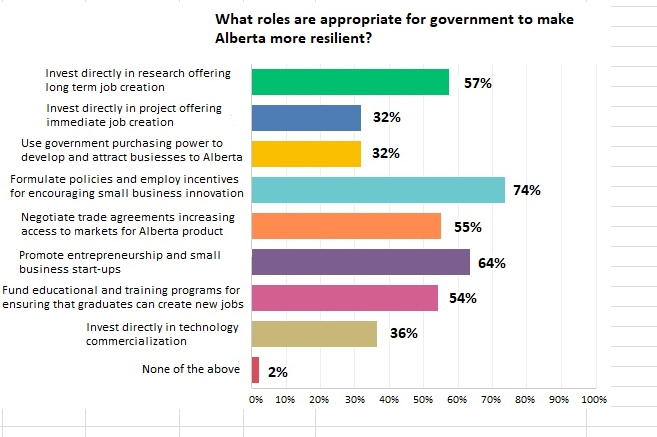 What roles are appropriate for government to make
Alberta more resilient?
Invest directly in research offering
long term job creation
57%
Invest directly in project offering
immediate job creation
32%
Use government purchasing power to
develop and attract busiesses to Alberta
32%
Formulate policies and employ incentives
for encouraging small business innovation
74%
Negotiate trade agreements increasing
access to markets for Alberta product
55%
Promote entrepreneurship and small
business start-ups
64%
Fund educational and training programs for
ensuring that graduates can create new jobs
54%
Invest directly in technology
commercialization
36%
None of the above
2%
0% 10% 20% 30% 40% 50% 60% 70% 80% 90% 100%